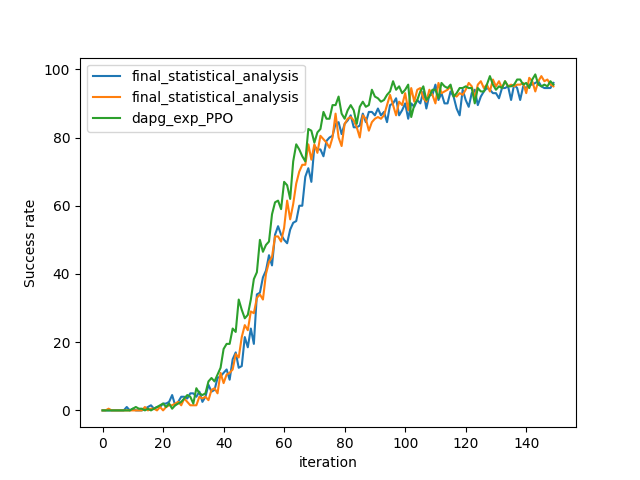 final_statistical_analysis
final_statistical_analysis
dapg_exp_PPO
Success rate
100
80
60
40
20
0
0 20 40 60 80 100 120 140
iteration